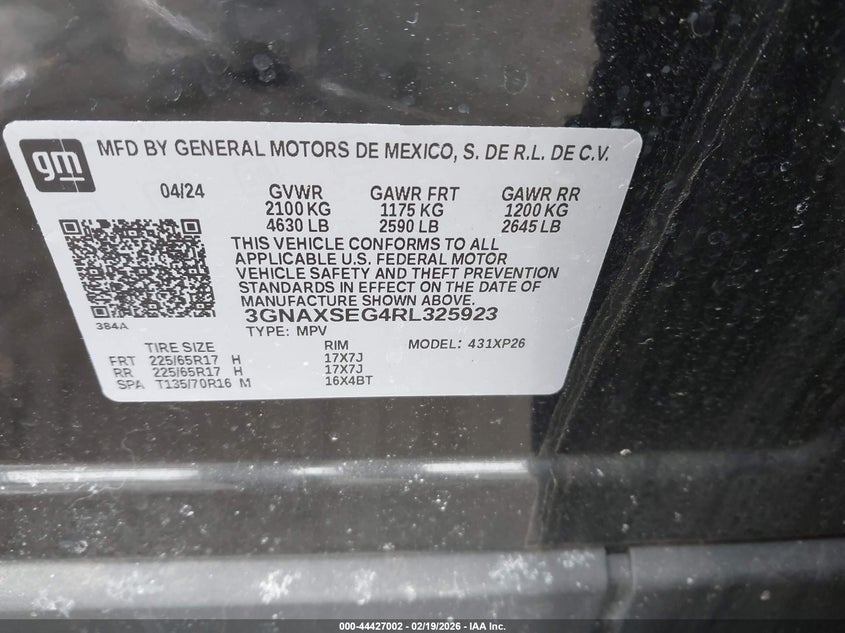 gm
MFD BY GENERAL MOTORS DE MEXICO, S. DE R.L. DE C.V.
04/24 GVWR GAWR FRT GAWR RR
2100 KG 1175 KG 1200 KG
4630 LB 2590 LB 2645 LB
THIS VEHICLE CONFORMS TO ALL
APPLICABLE U.S. FEDERAL MOTOR
VEHICLE SAFETY AND THEFT PREVENTION
STANDARDS IN EFFECT ON THE DATE OF
MANUFACTURE SHOWN ABOVE.
384A
3GNAXSEG4RL325923
TYPE: MPV
TIRE SIZE RIM MODEL: 431XP26
FRT 225/65R17 H 17X7J
RR 225/65R17 H 17X7J
SPA T135/70R16 M 16X4BT
000-44427002 - 02/19/2026 - IAA Inc.